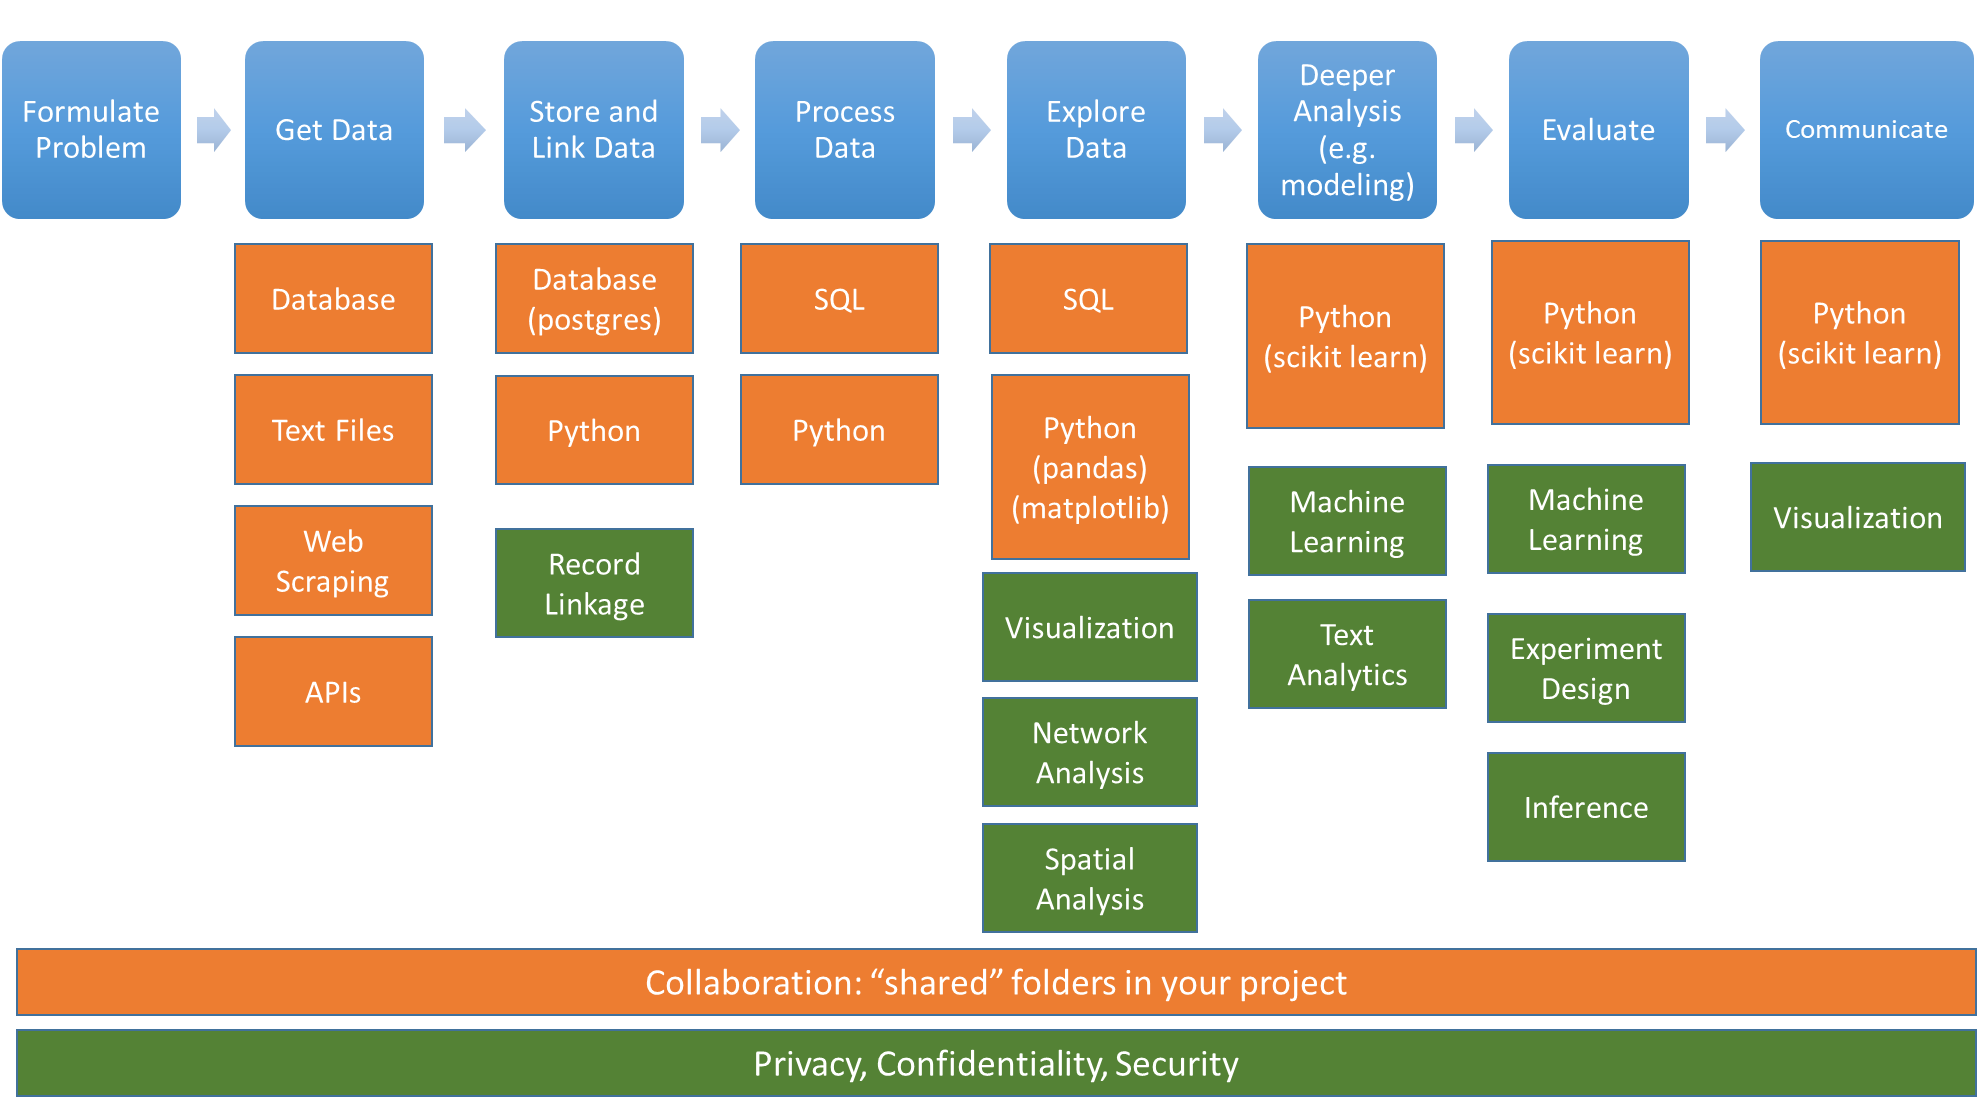 Formulate
Problem
Get Data
Store and
Link Data
Process
Data
Explore
Data
Deeper
Analysis
(e.g.
modeling)
Evaluate
Communicate
Database
Text Files
Web
Scraping
APIs
Database
(postgres)
Python
Record
Linkage
SQL
Python
SQL
Python
(pandas)
(matplotlib)
Visualization
Network
Analysis
Spatial
Analysis
Python
(scikit learn)
Machine
Learning
Text
Analytics
Python
(scikit learn)
Machine
Learning
Experiment
Design
Inference
Python
(scikit learn)
Visualization
Collaboration: “shared” folders in your project
Privacy, Confidentiality, Security